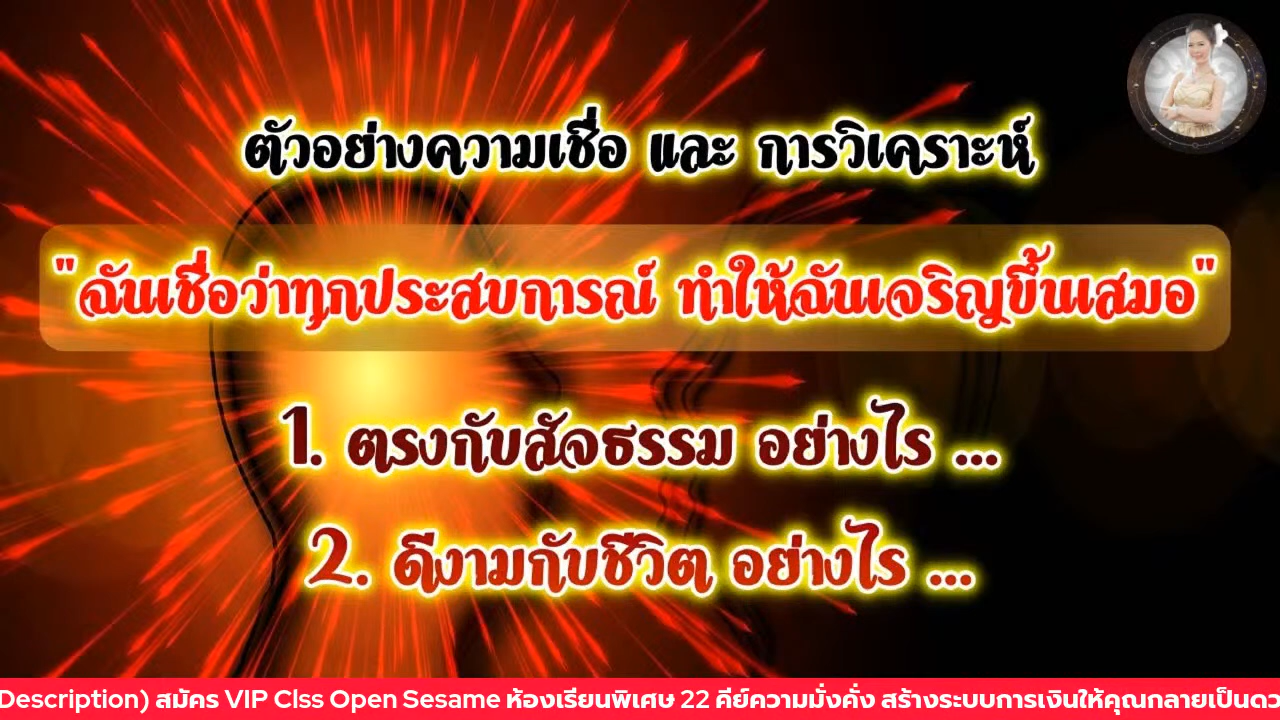 ตัวอย่างความเชื่อ และ การวิเคราะห์
"ฉันเชื่อว่าทุกประสบการณ์ ทำให้ฉันเจริญขึ้นเสมอ"
1. ตรงกับสัจธรรม อย่างไร ...
2. ดีงามกับชีวิต อย่างไร ...
Description) สมัคร VIP Clss Open Sesame ห้องเรียนพิเศษ 22 คีย์ความมั่งคั่ง สร้างระบบการเงินให้คุณกลายเป็นดว